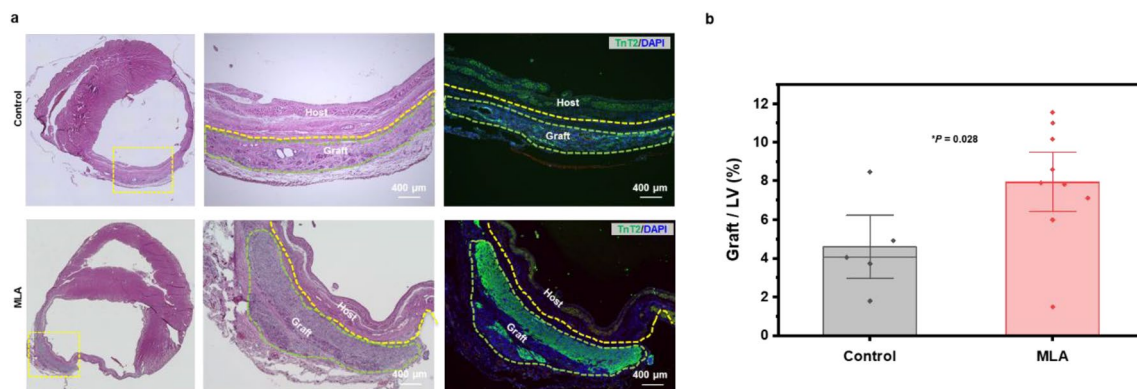 a
b
Control
Host
Graft
400 µm
TnT2/DAPI
Host
Graft
400 µm
MLA
Host
Graft
400 µm
TnT2/DAPI
Host
Graft
400 µm
Graft / LV (%)
12
10
8
6
4
2
0
*P = 0.028
Control
MLA